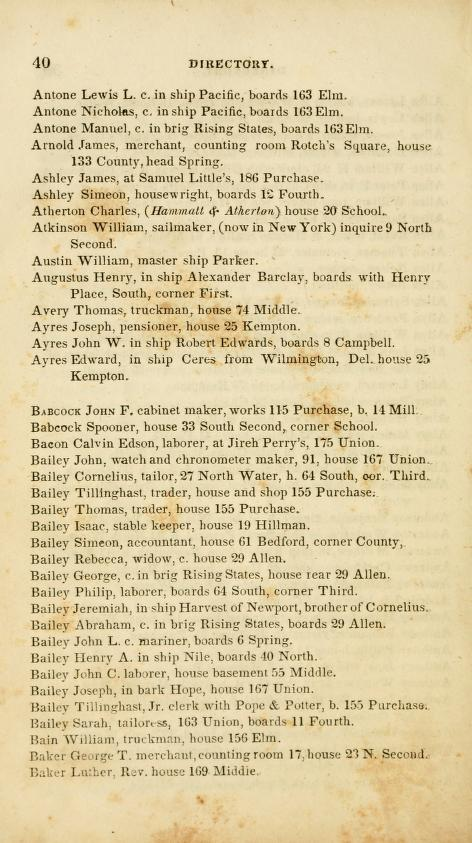 40 DIRECTORY.
Antone Lewis L. c. in ship Pacific, boards 163 Elm.
Antone Nicholas, c. in ship Pacific, boards 163 Elm.
Antone Manuel, c. in brig Rising States, boards 163 Elm.
Arnold James, merchant, counting room Rotch's Square, house
133 County, head Spring.
Ashley James, at Samuel Little's, 186 Purchase.
Ashley Simeon, housewright, boards 12 Fourth.
Atherton Charles, (Hammatt & Atherton) house 20 School.
Atkinson William, sailmaker, (now in New York) inquire 9 North
Second.
Austin William, master ship Parker.
Augustus Henry, in ship Alexander Barclay, boards with Henry
Place, South, corner First.
Avery Thomas, truckman, house 74 Middle.
Ayres Joseph, pensioner, house 25 Kempton.
Ayres John W. in ship Robert Edwards, boards 8 Campbell.
Ayres Edward, in ship Ceres from Wilmington, Del. house 25
Kempton.
BABCOCK JOHN F. cabinet maker, works 115 Purchase, b. 14 Mill.
Babcock Spooner, house 33 South Second, corner School.
Bacon Calvin Edson, laborer, at Jireh Perry's, 175 Union.
Bailey John, watch and chronometer maker, 91, house 167 Union.
Bailey Cornelius, tailor, 27 North Water, h. 64 South, cor. Third.
Bailey Tillinghast, trader, house and shop 155 Purchase.
Bailey Thomas, trader, house 155 Purchase.
Bailey Isaac, stable keeper, house 19 Hillman.
Bailey Simeon, accountant, house 61 Bedford, corner County,
Bailey Rebecca, widow, c. house 29 Allen.
Bailey George, c. in brig Rising States, house rear 29 Allen.
Bailey Philip, laborer, boards 64 South, corner Third.
Bailey Jeremiah, in ship Harvest of Newport, brother of Cornelius.
Bailey Abraham, c. in brig Rising States, boards 29 Allen.
Bailey John L. c. mariner, boards 6 Spring.
Bailey Henry A. in ship Nile, boards 40 North.
Bailey John C. laborer, house basement 55 Middle.
Bailey Joseph, in bark Hope, house 167 Union.
Bailey Tillinghast, Jr. clerk with Pope & Potter, b. 155 Purchase.
Bailey Sarah, tailoress, 163 Union, boards 11 Fourth.
Bain William, truckman, house 156 Elm.
Baker George T. merchant, counting room 17, house 23 N. Second.
Baker Luther, Rev. house 169 Middle.